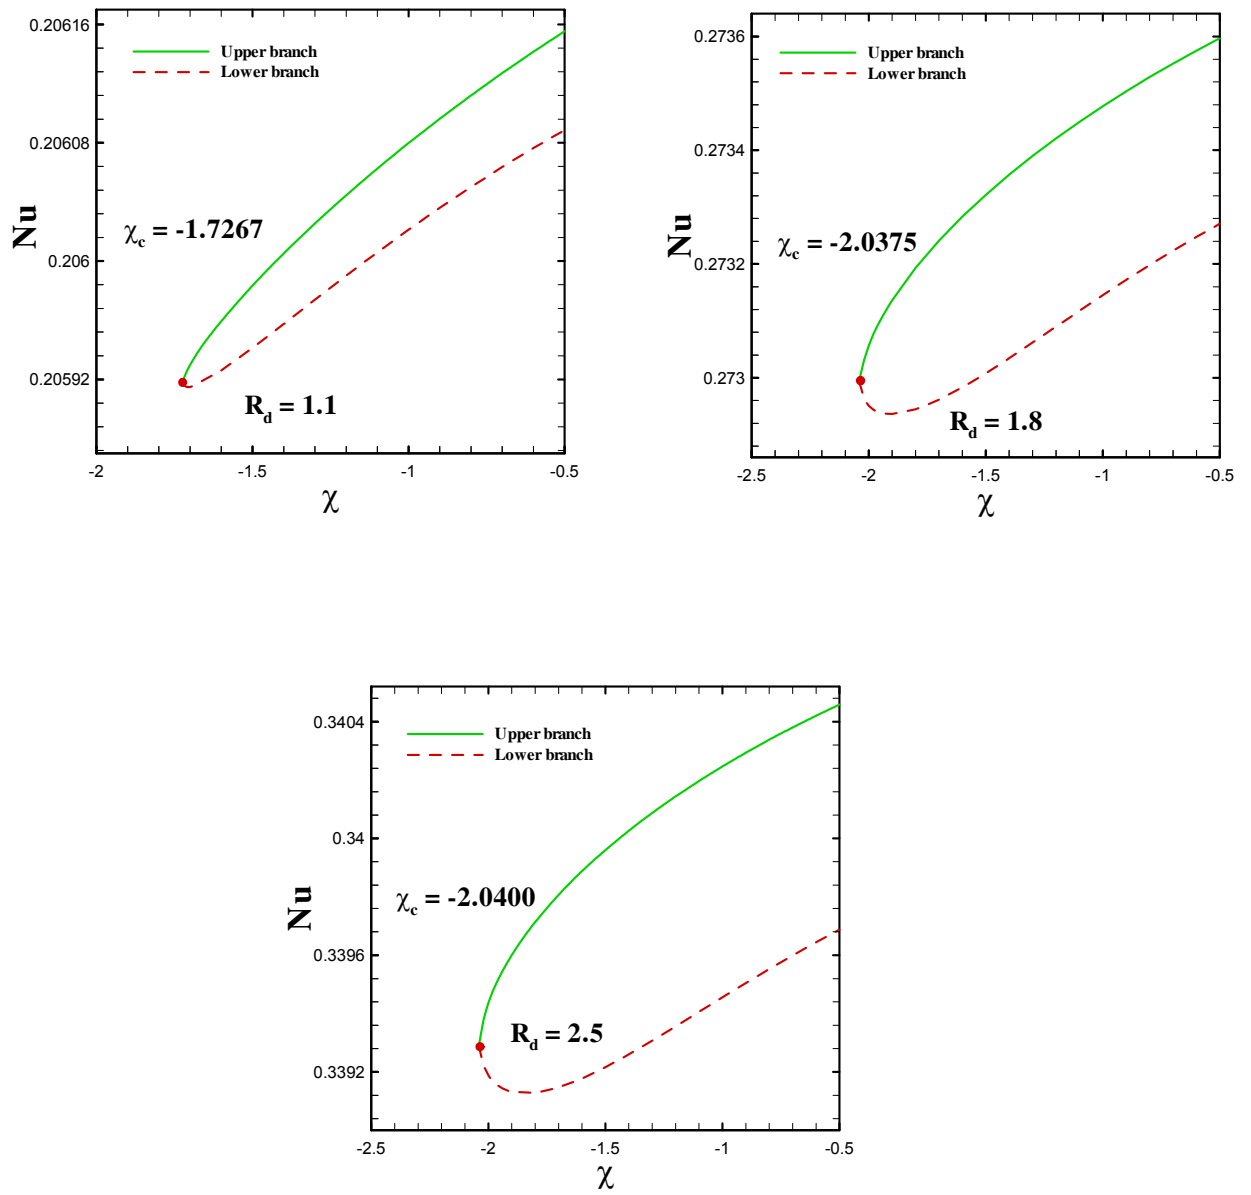 0.20616
0.20608
0.206
0.20592
Nu
Upper branch
Lower branch
χc = -1.7267
Rd = 1.1
-2 -1.5 -1 -0.5
χ
0.2736
0.2734
0.2732
0.273
Nu
Upper branch
Lower branch
χc = -2.0375
Rd = 1.8
-2.5 -2 -1.5 -1 -0.5
χ
0.3404
0.34
0.3396
0.3392
Nu
Upper branch
Lower branch
χc = -2.0400
Rd = 2.5
-2.5 -2 -1.5 -1 -0.5
χ